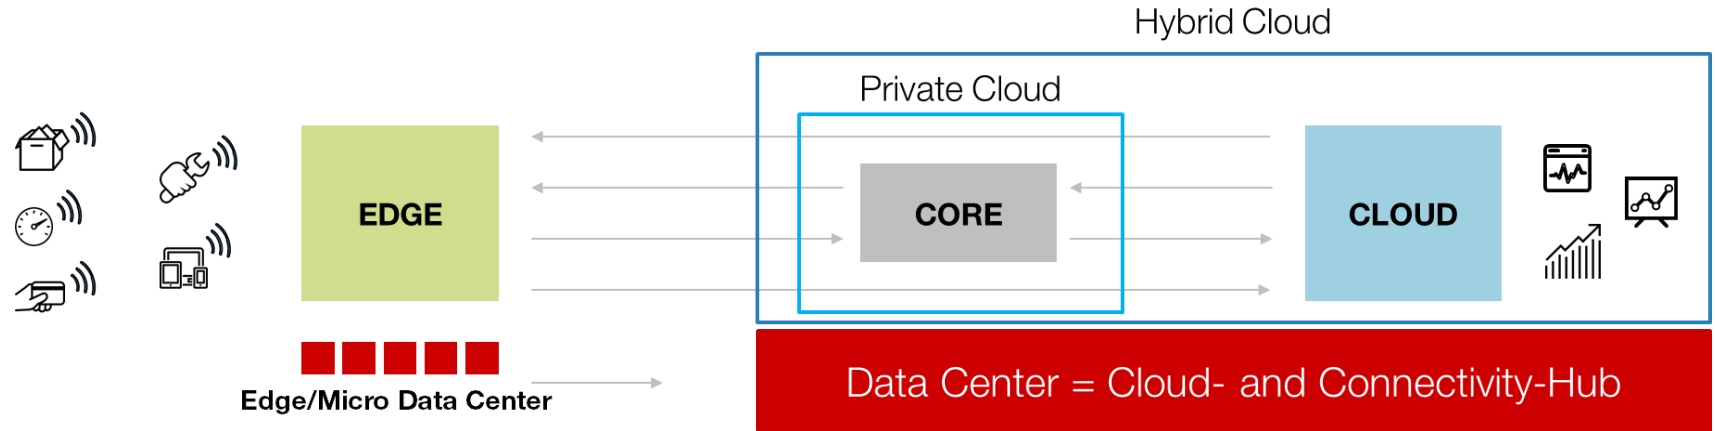 Hybrid Cloud
Private Cloud
EDGE
CORE
CLOUD
Edge/Micro Data Center
Data Center = Cloud- and Connectivity-Hub